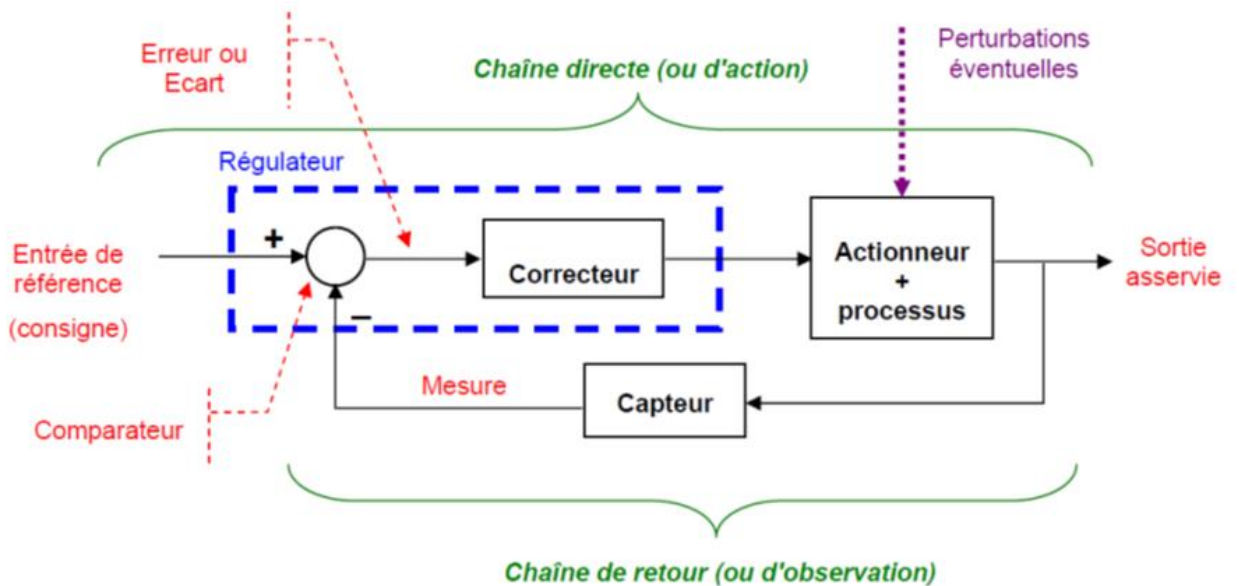 Erreur ou
Ecart
Chaîne directe (ou d'action)
Perturbations
éventuelles
Régulateur
Entrée de
référence
(consigne)
+
Correcteur
Actionneur
+
processus
Sortie
asservie
–
Mesure
Capteur
Comparateur
Chaîne de retour (ou d'observation)